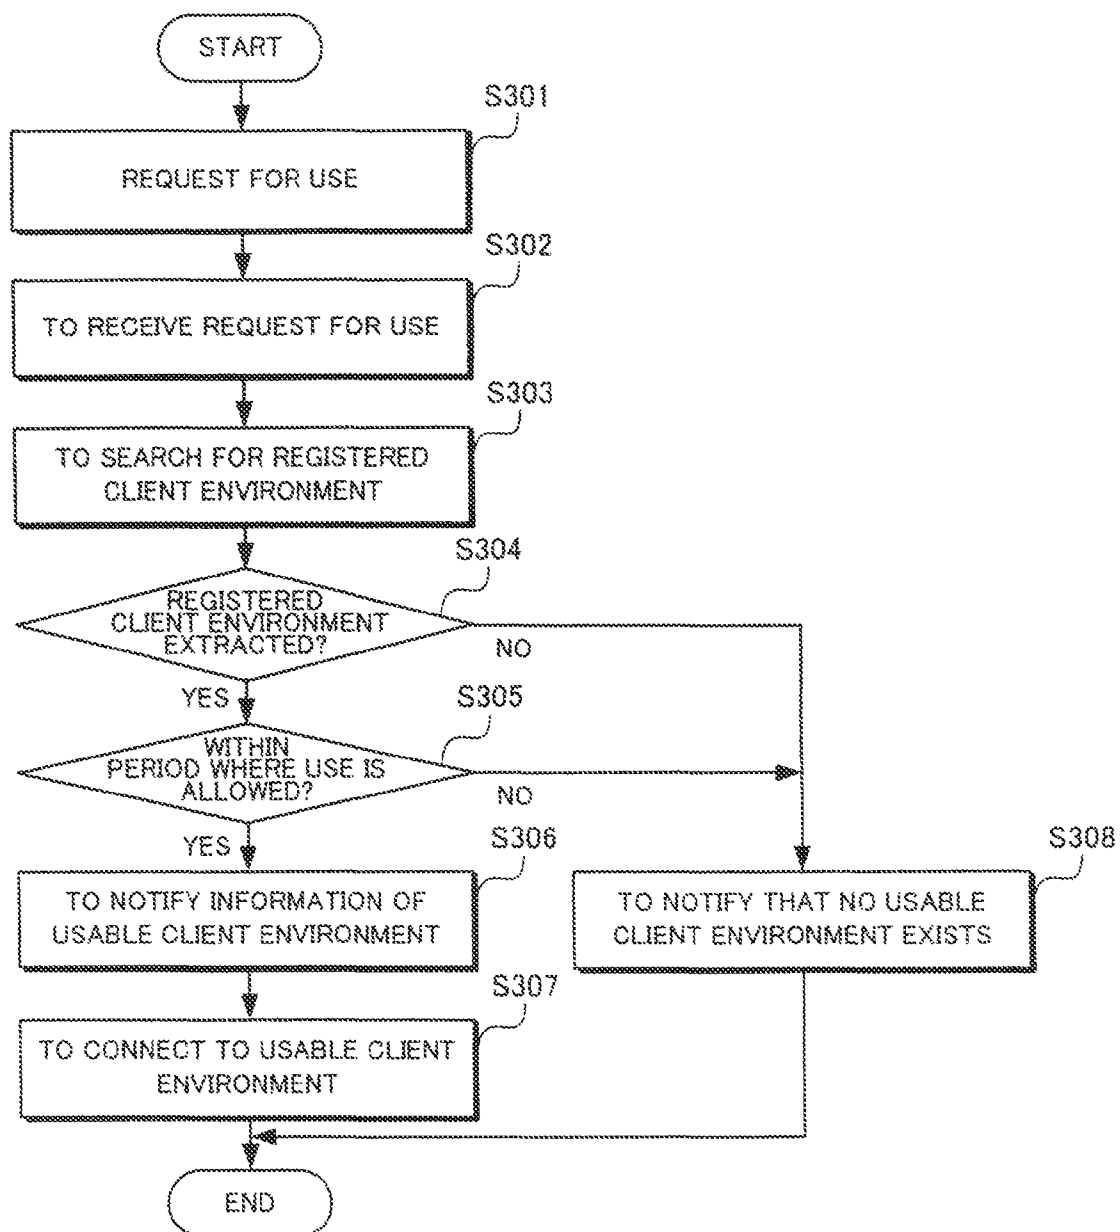 START
S301
REQUEST FOR USE
S302
TO RECEIVE REQUEST FOR USE
S303
TO SEARCH FOR REGISTERED
CLIENT ENVIRONMENT
S304
REGISTERED
CLIENT ENVIRONMENT
EXTRACTED?
NO
YES
S305
WITHIN
PERIOD WHERE USE IS
ALLOWED?
NO
YES
S306
TO NOTIFY INFORMATION OF
USABLE CLIENT ENVIRONMENT
S308
TO NOTIFY THAT NO USABLE
CLIENT ENVIRONMENT EXISTS
S307
TO CONNECT TO USABLE CLIENT
ENVIRONMENT
END